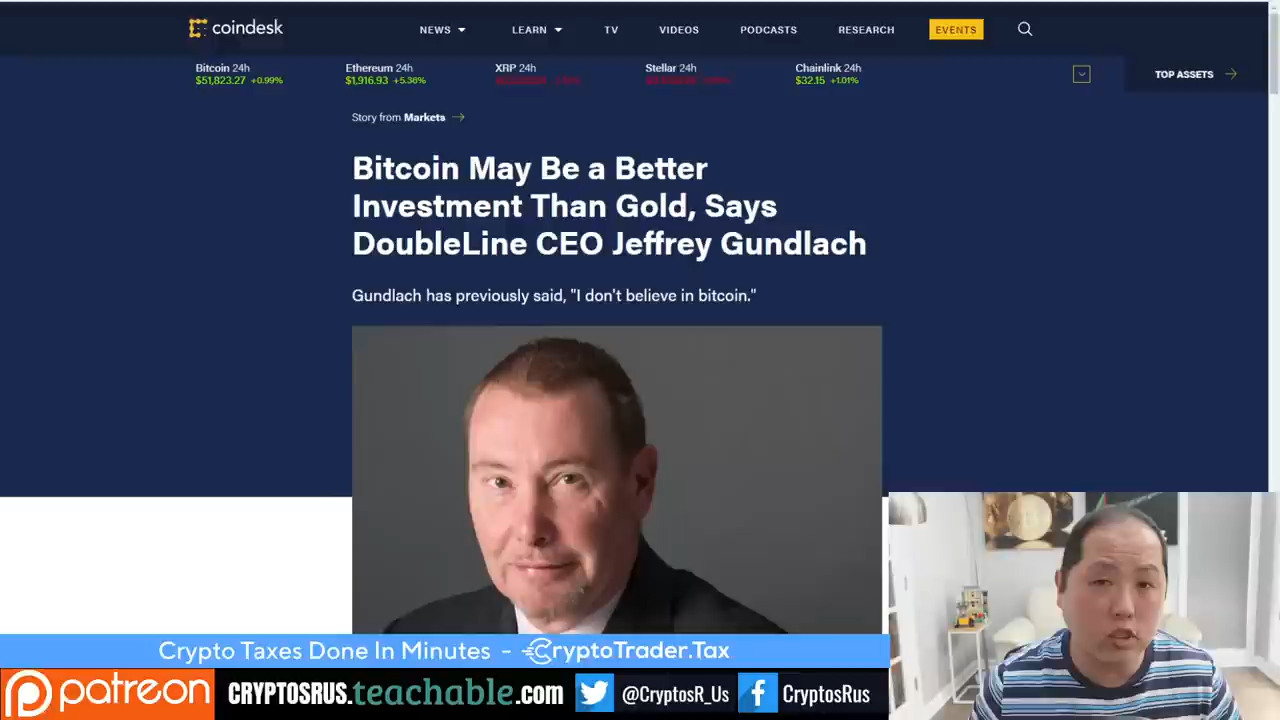 coindesk
NEWS LEARN TV VIDEOS PODCASTS RESEARCH EVENTS
Bitcoin 24h Ethereum 24h XRP 24h Stellar 24h Chainlink 24h
$51,823.27 +0.99% $1,916.93 +5.36% $32.15 +1.01%
TOP ASSETS
Story from Markets
Bitcoin May Be a Better
Investment Than Gold, Says
DoubleLine CEO Jeffrey Gundlach
Gundlach has previously said, "I don't believe in bitcoin."
Crypto Taxes Done In Minutes - CryptoTrader.Tax
patreon CRYPTOSRUS.teachable.com @CryptosR_Us CryptosRus